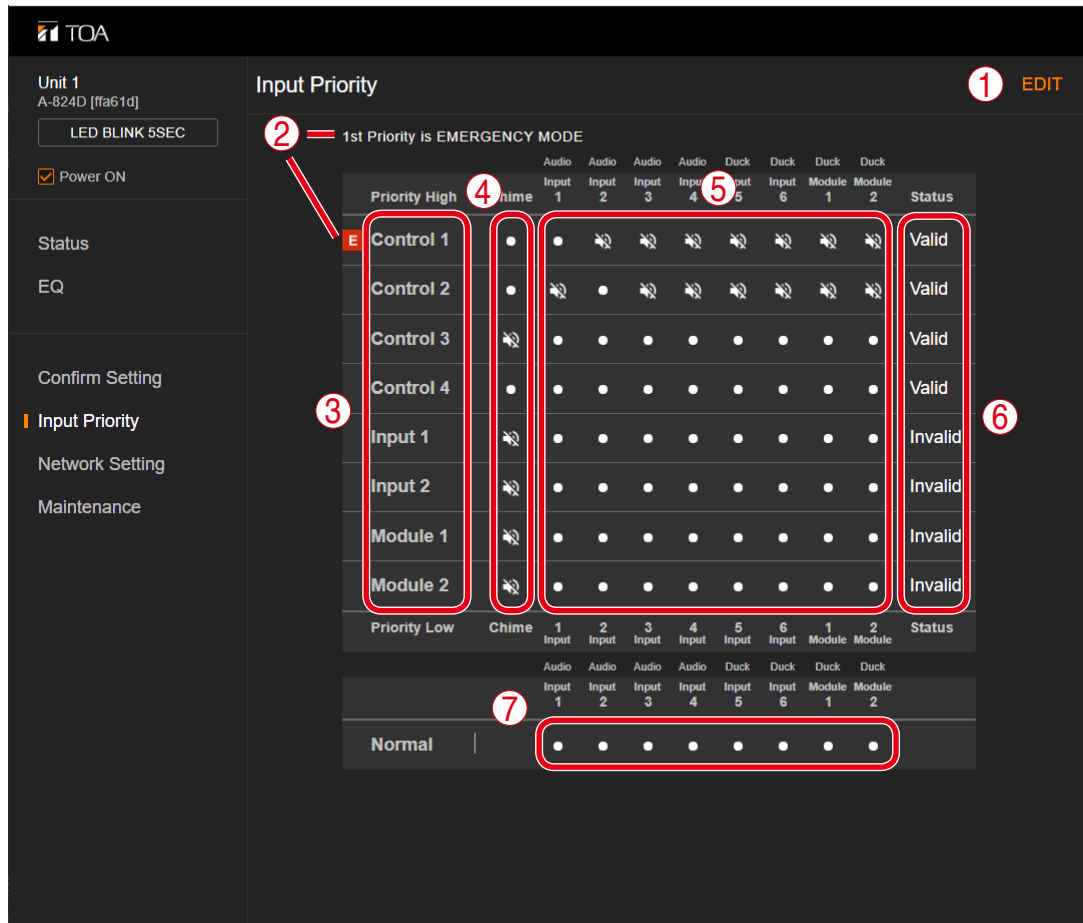 TOA
Unit 1
A-824D [ffa61d]
LED BLINK 5SEC
Power ON
Status
EQ
Confirm Setting
Input Priority
Network Setting
Maintenance
Input Priority
1
EDIT
2
1st Priority is EMERGENCY MODE
Audio Audio Audio Audio Duck Duck Duck Duck
Input Input Input Input Input Module Module
Priority High 4 1 2 3 4 5 5 6 1 2 Status
E Control 1 Valid
Control 2 Valid
Control 3 Valid
Control 4 Valid
3
6
Input 1 Invalid
Input 2 Invalid
Module 1 Invalid
Module 2 Invalid
Priority Low Chime 1 2 3 4 5 6 1 2 Status
Input Input Input Input Input Input Module Module
Audio Audio Audio Audio Duck Duck Duck Duck
Input Input Input Input Input Input Module Module
1 2 3 4 5 6 1 2
7
Normal